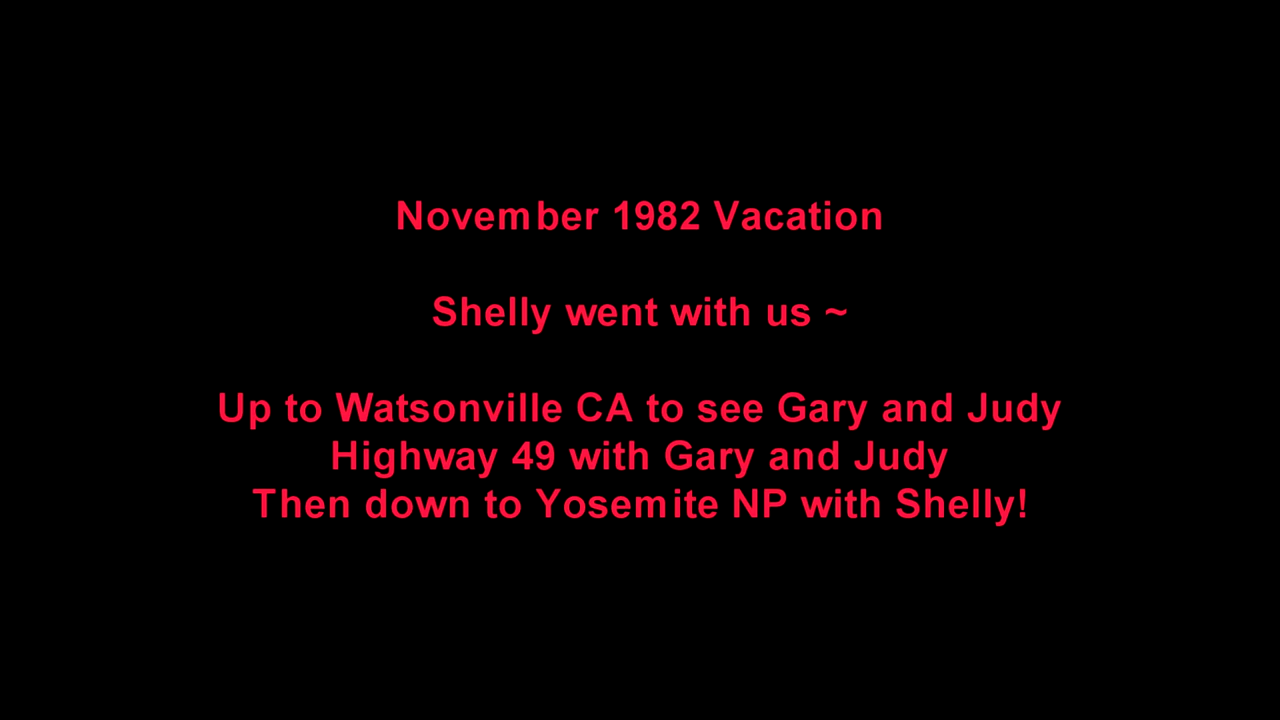 November 1982 Vacation
Shelly went with us ~
Up to Watsonville CA to see Gary and Judy
Highway 49 with Gary and Judy
Then down to Yosemite NP with Shelly!